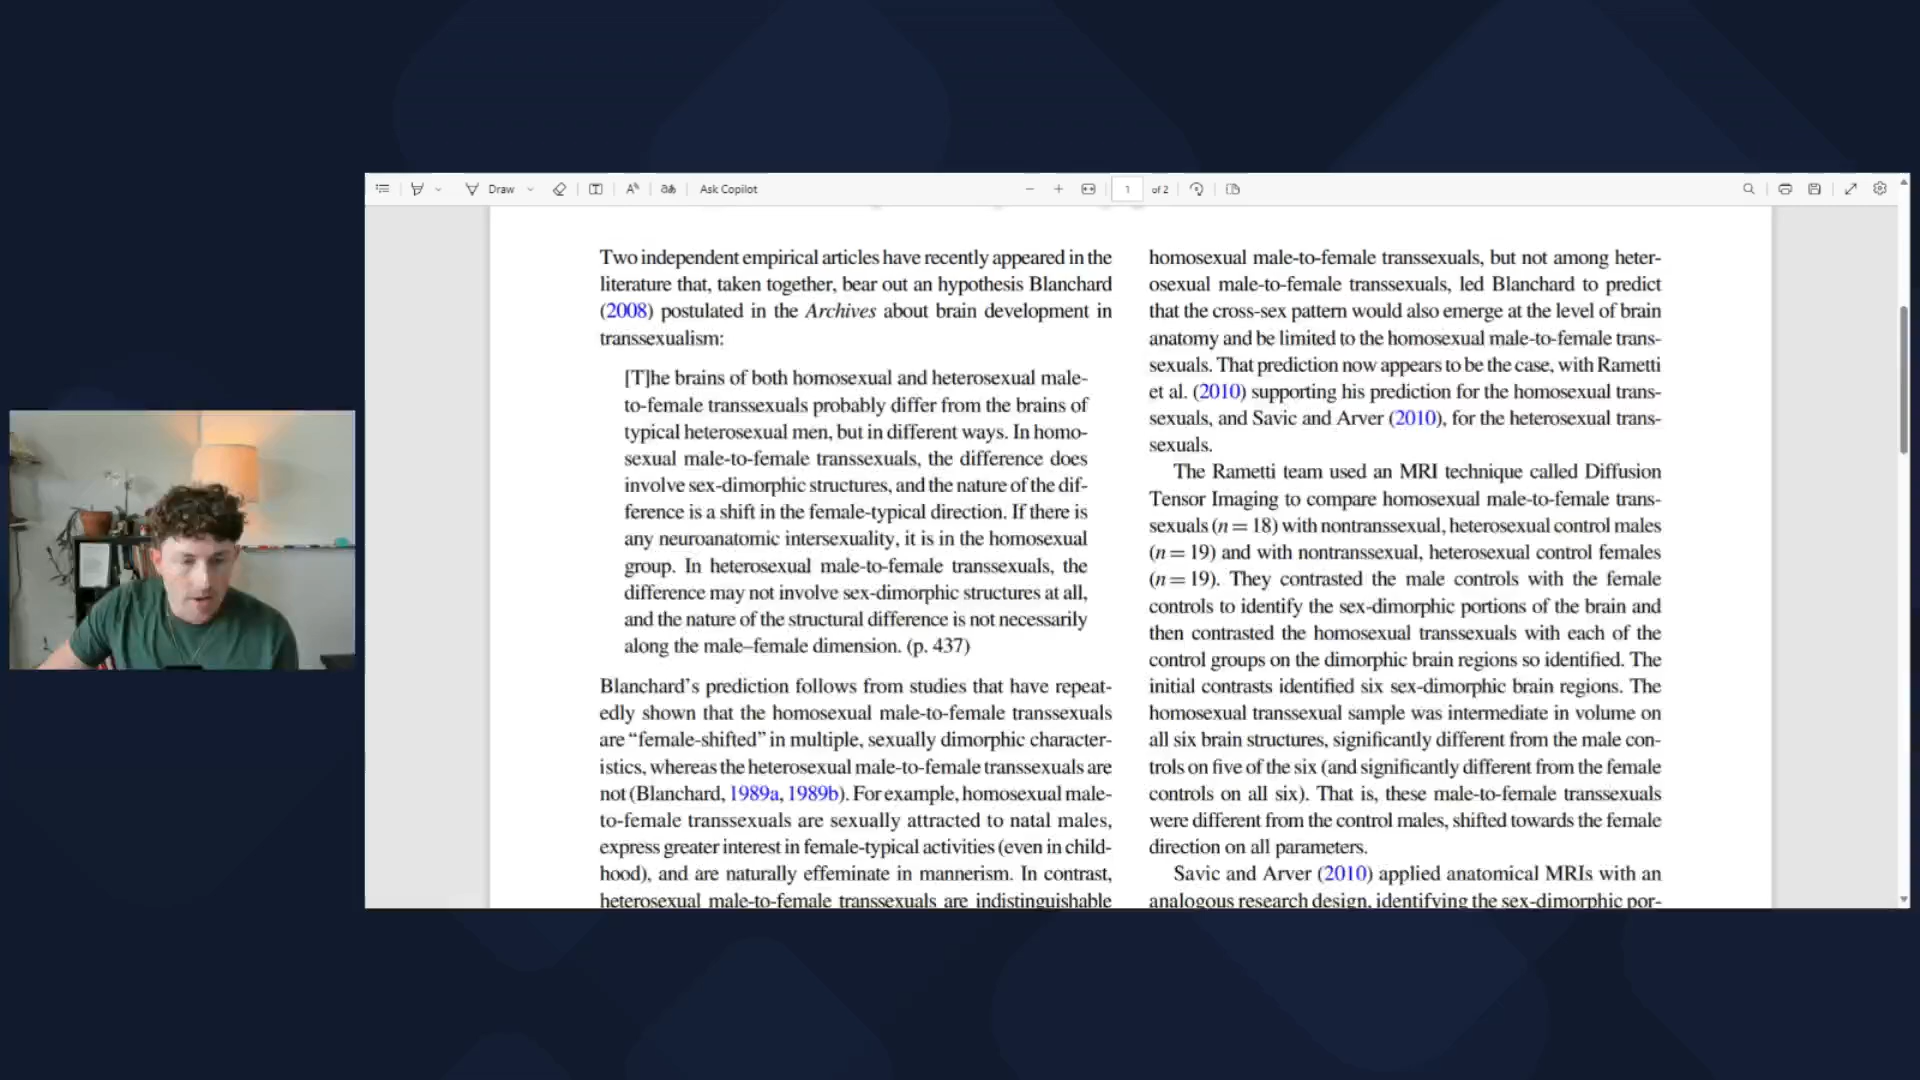 Draw
Ask Copilot
1
of 2
Two independent empirical articles have recently appeared in the
literature that, taken together, bear out an hypothesis Blanchard
(2008) postulated in the Archives about brain development in
transsexualism:
[T]he brains of both homosexual and heterosexual male-
to-female transsexuals probably differ from the brains of
typical heterosexual men, but in different ways. In homo-
sexual male-to-female transsexuals, the difference does
involve sex-dimorphic structures, and the nature of the dif-
ference is a shift in the female-typical direction. If there is
any neuroanatomic intersexuality, it is in the homosexual
group. In heterosexual male-to-female transsexuals, the
difference may not involve sex-dimorphic structures at all,
and the nature of the structural difference is not necessarily
along the male–female dimension. (p. 437)
Blanchard's prediction follows from studies that have repeat-
edly shown that the homosexual male-to-female transsexuals
are “female-shifted” in multiple, sexually dimorphic character-
istics, whereas the heterosexual male-to-female transsexuals are
not (Blanchard, 1989a, 1989b). For example, homosexual male-
to-female transsexuals are sexually attracted to natal males,
express greater interest in female-typical activities (even in child-
hood), and are naturally effeminate in mannerism. In contrast,
heterosexual male-to-female transsexuals are indistinguishable
homosexual male-to-female transsexuals, but not among heter-
osexual male-to-female transsexuals, led Blanchard to predict
that the cross-sex pattern would also emerge at the level of brain
anatomy and be limited to the homosexual male-to-female trans-
sexuals. That prediction now appears to be the case, with Rametti
et al. (2010) supporting his prediction for the homosexual trans-
sexuals, and Savic and Arver (2010), for the heterosexual trans-
sexuals.
The Rametti team used an MRI technique called Diffusion
Tensor Imaging to compare homosexual male-to-female trans-
sexuals (n = 18) with nontranssexual, heterosexual control males
(n = 19) and with nontranssexual, heterosexual control females
(n = 19). They contrasted the male controls with the female
controls to identify the sex-dimorphic portions of the brain and
then contrasted the homosexual transsexuals with each of the
control groups on the dimorphic brain regions so identified. The
initial contrasts identified six sex-dimorphic brain regions. The
homosexual transsexual sample was intermediate in volume on
all six brain structures, significantly different from the male con-
trols on five of the six (and significantly different from the female
controls on all six). That is, these male-to-female transsexuals
were different from the control males, shifted towards the female
direction on all parameters.
Savic and Arver (2010) applied anatomical MRIs with an
analogous research design, identifying the sex-dimorphic por-